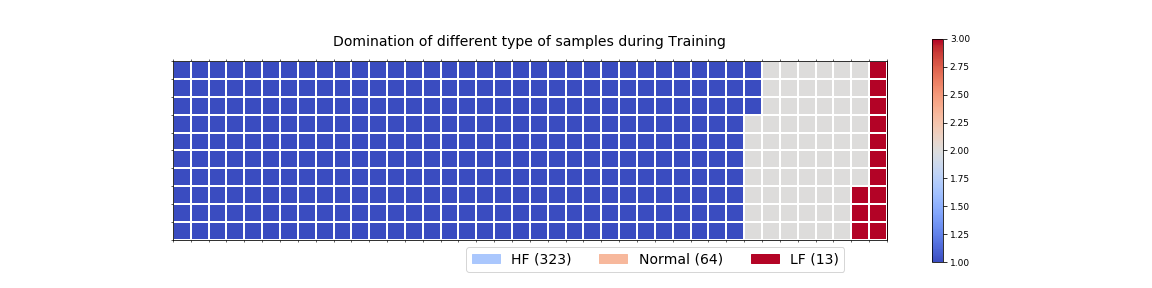 Domination of different type of samples during Training
3.00
2.75
2.50
2.25
2.00
1.75
1.50
1.25
1.00
HF (323)
Normal (64)
LF (13)